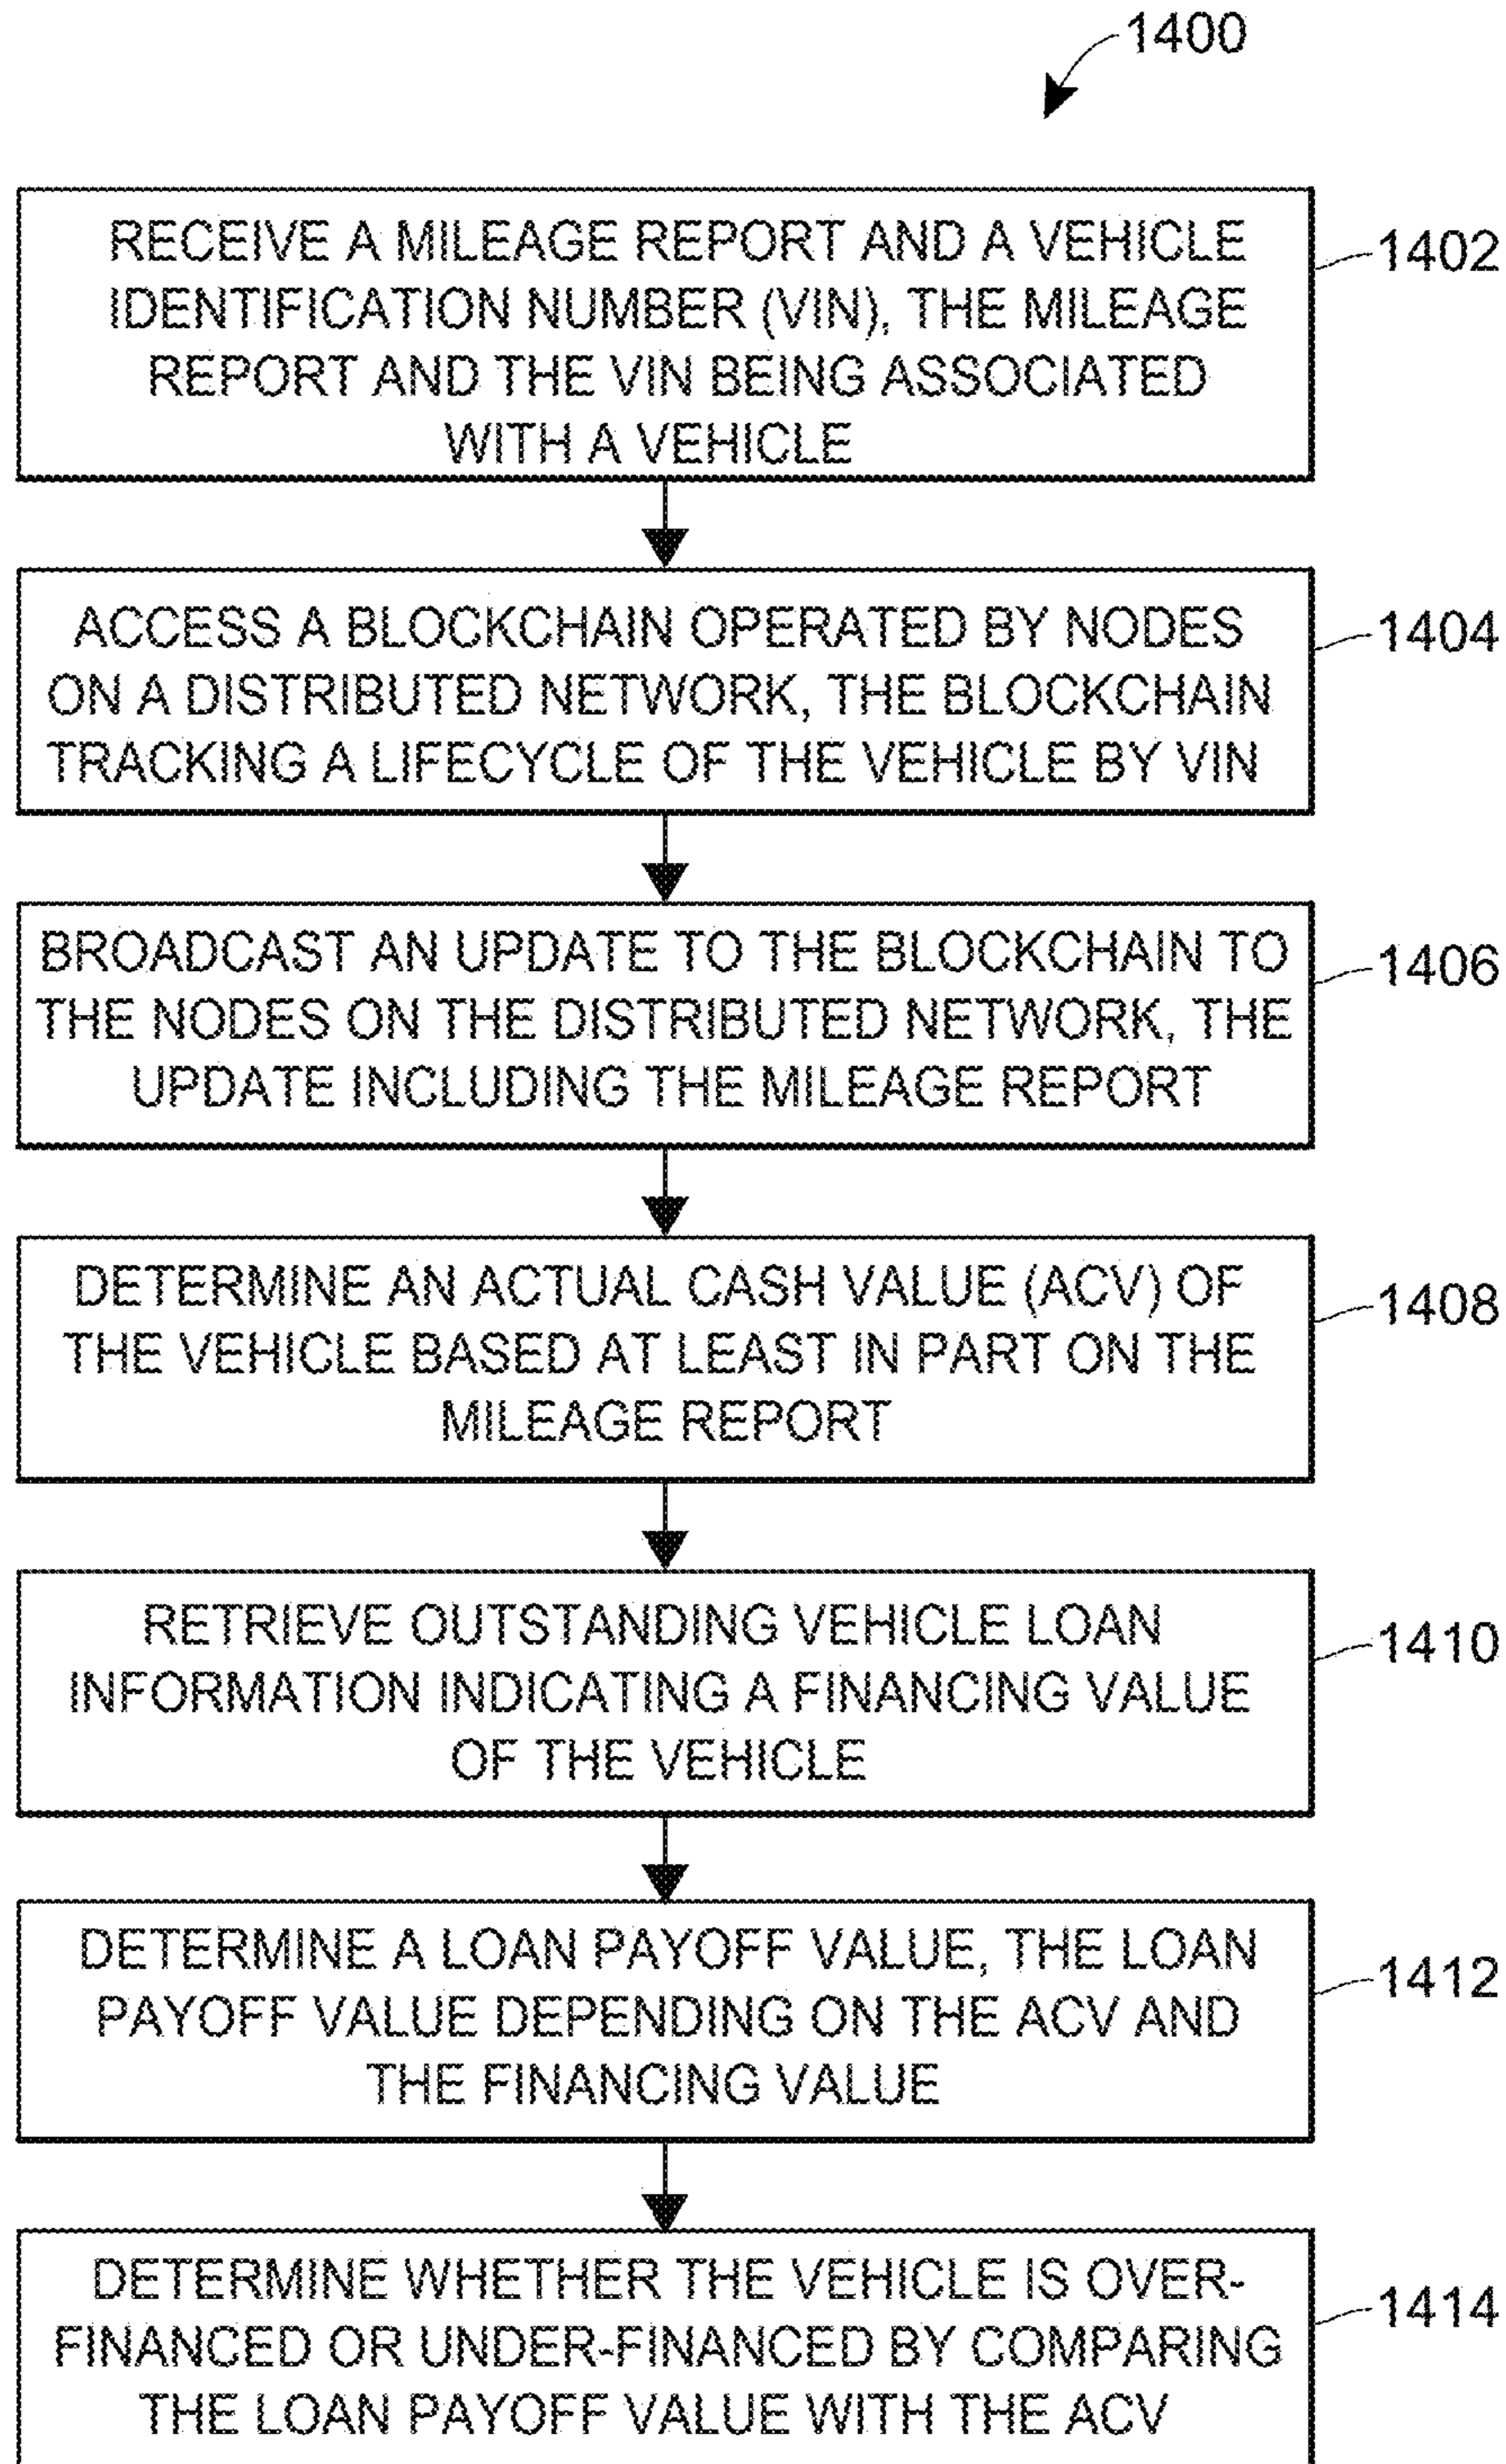 1400
RECEIVE A MILEAGE REPORT AND A VEHICLE
IDENTIFICATION NUMBER (VIN), THE MILEAGE
REPORT AND THE VIN BEING ASSOCIATED
WITH A VEHICLE
1402
ACCESS A BLOCKCHAIN OPERATED BY NODES
ON A DISTRIBUTED NETWORK, THE BLOCKCHAIN
TRACKING A LIFECYCLE OF THE VEHICLE BY VIN
1404
BROADCAST AN UPDATE TO THE BLOCKCHAIN TO
THE NODES ON THE DISTRIBUTED NETWORK, THE
UPDATE INCLUDING THE MILEAGE REPORT
1406
DETERMINE AN ACTUAL CASH VALUE (ACV) OF
THE VEHICLE BASED AT LEAST IN PART ON THE
MILEAGE REPORT
1408
RETRIEVE OUTSTANDING VEHICLE LOAN
INFORMATION INDICATING A FINANCING VALUE
OF THE VEHICLE
1410
DETERMINE A LOAN PAYOFF VALUE, THE LOAN
PAYOFF VALUE DEPENDING ON THE ACV AND
THE FINANCING VALUE
1412
DETERMINE WHETHER THE VEHICLE IS OVER-
FINANCED OR UNDER-FINANCED BY COMPARING
THE LOAN PAYOFF VALUE WITH THE ACV
1414